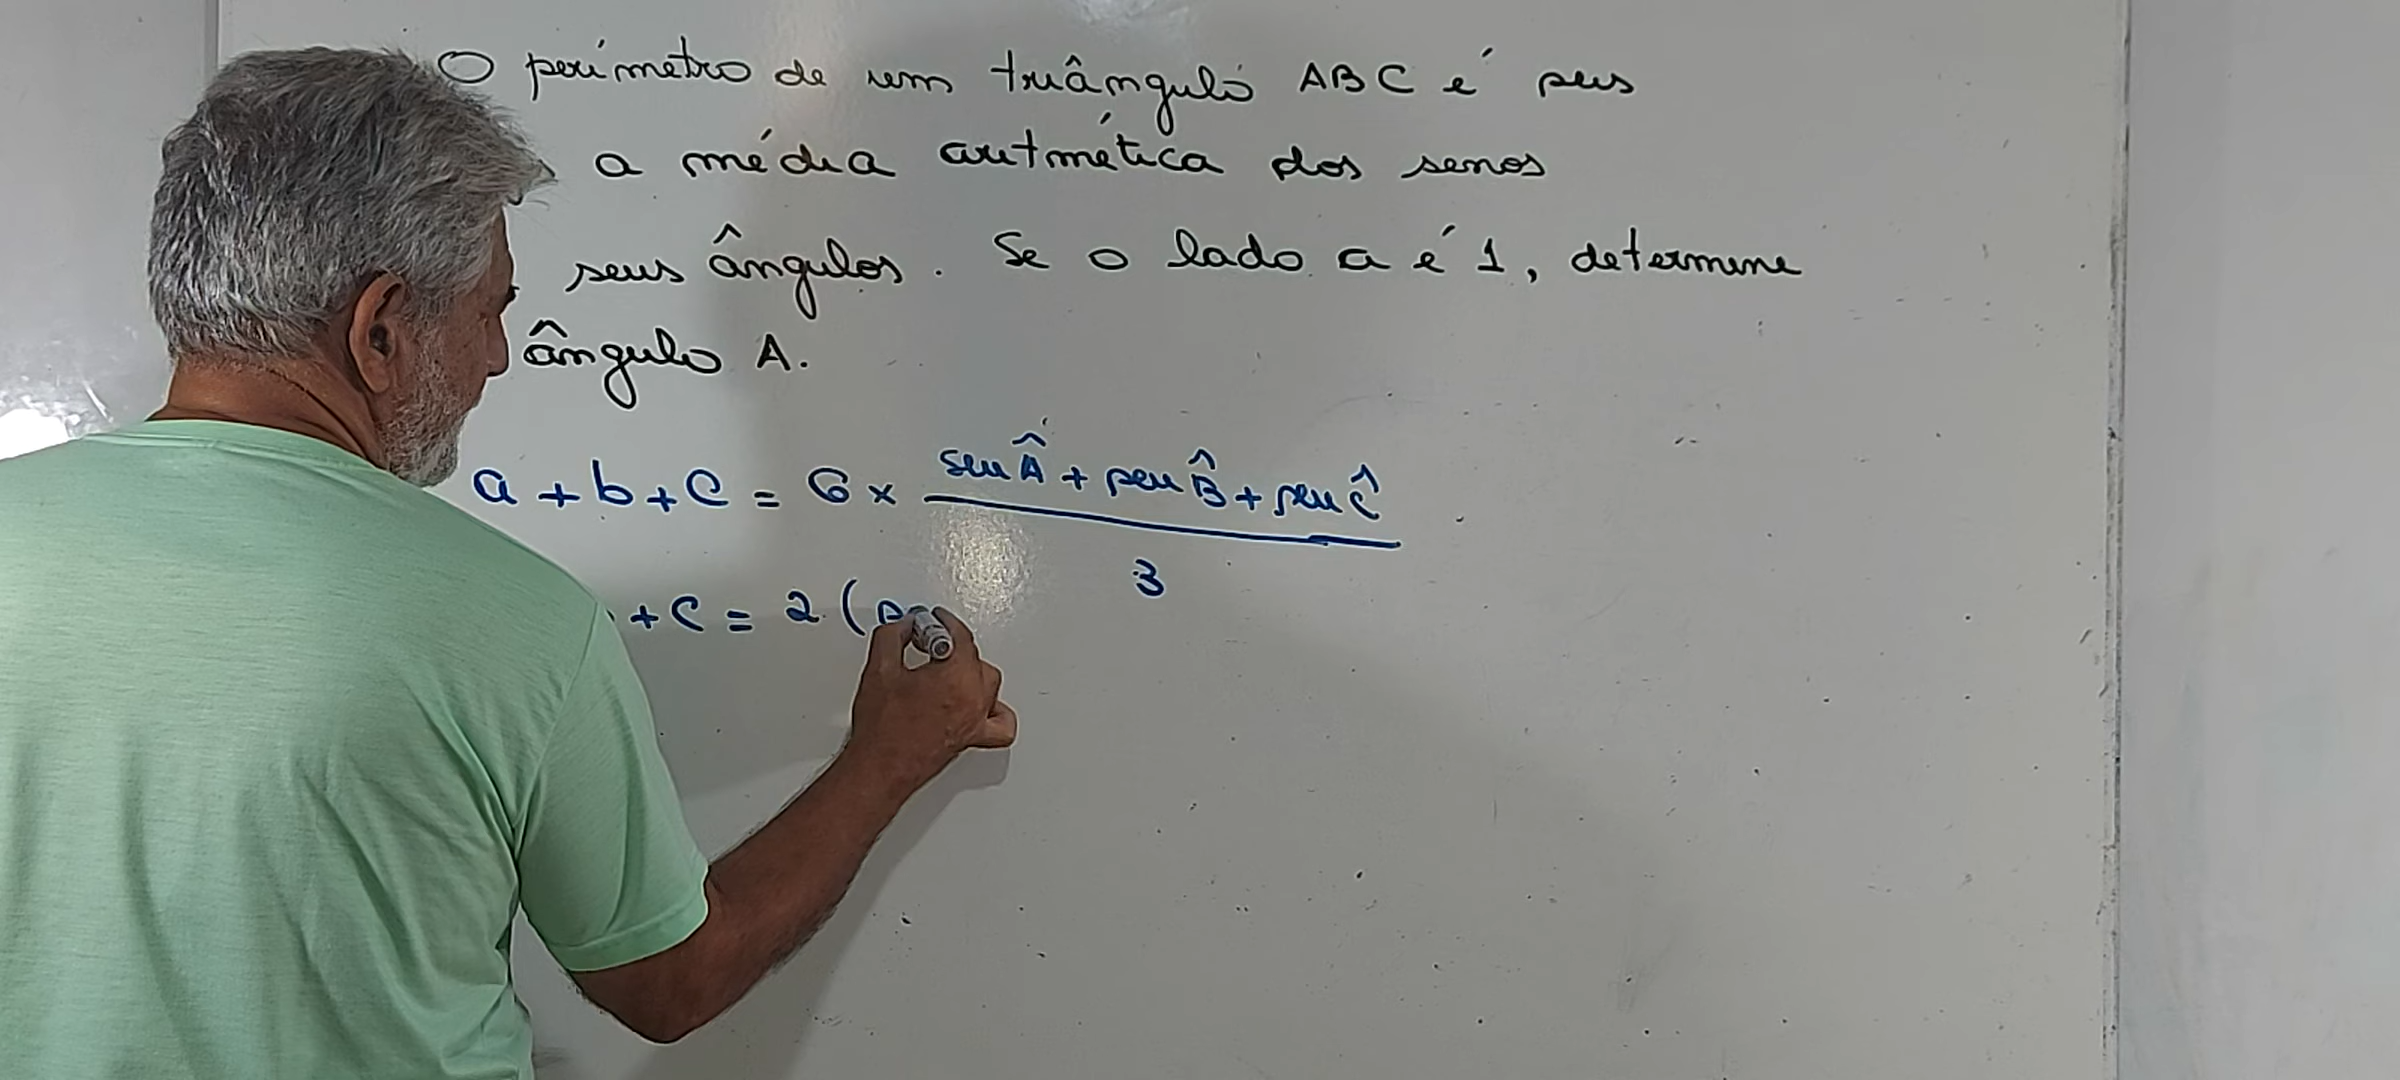 O perímetro de um triângulo ABC é seis
a média aritmética dos senos
seus ângulos. Se o lado a é 1, determine
ângulo A.
a + b + c = 6 × (sen Â + sen B̂ + sen Ĉ) / 3
+ c = 2 (